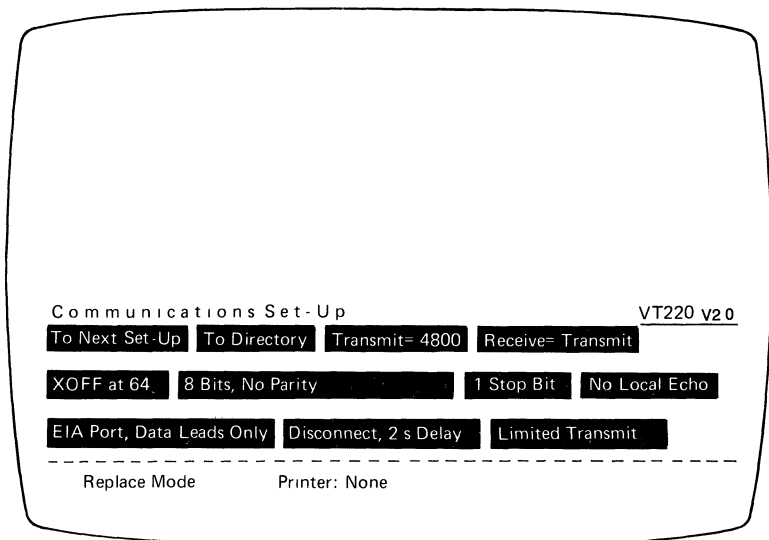 Communications Set-Up VT220 V2 0
To Next Set-Up To Directory Transmit= 4800 Receive= Transmit
XOFF at 64 8 Bits, No Parity 1 Stop Bit No Local Echo
EIA Port, Data Leads Only Disconnect, 2 s Delay Limited Transmit
Replace Mode Printer: None